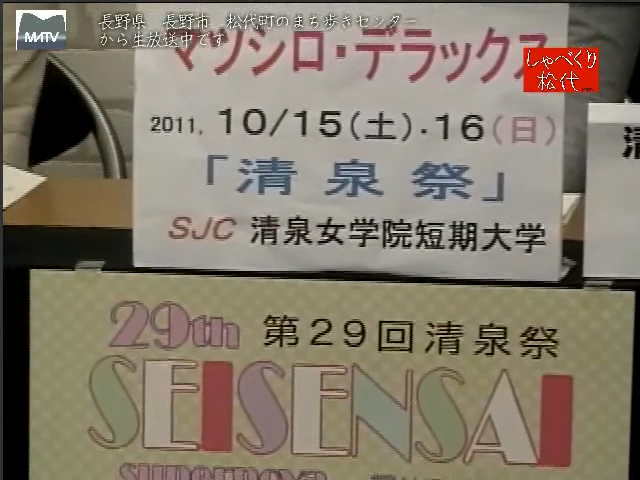 MATV
長野県　長野市　松代町のまち歩きセンター
から生放送中です
しゃべくり
松代
マツシロ・デラックス
2011. 10/15(土)・16(日)
「清泉祭」
SJC 清泉女学院短期大学
29th 第29回清泉祭
SEISENSAI